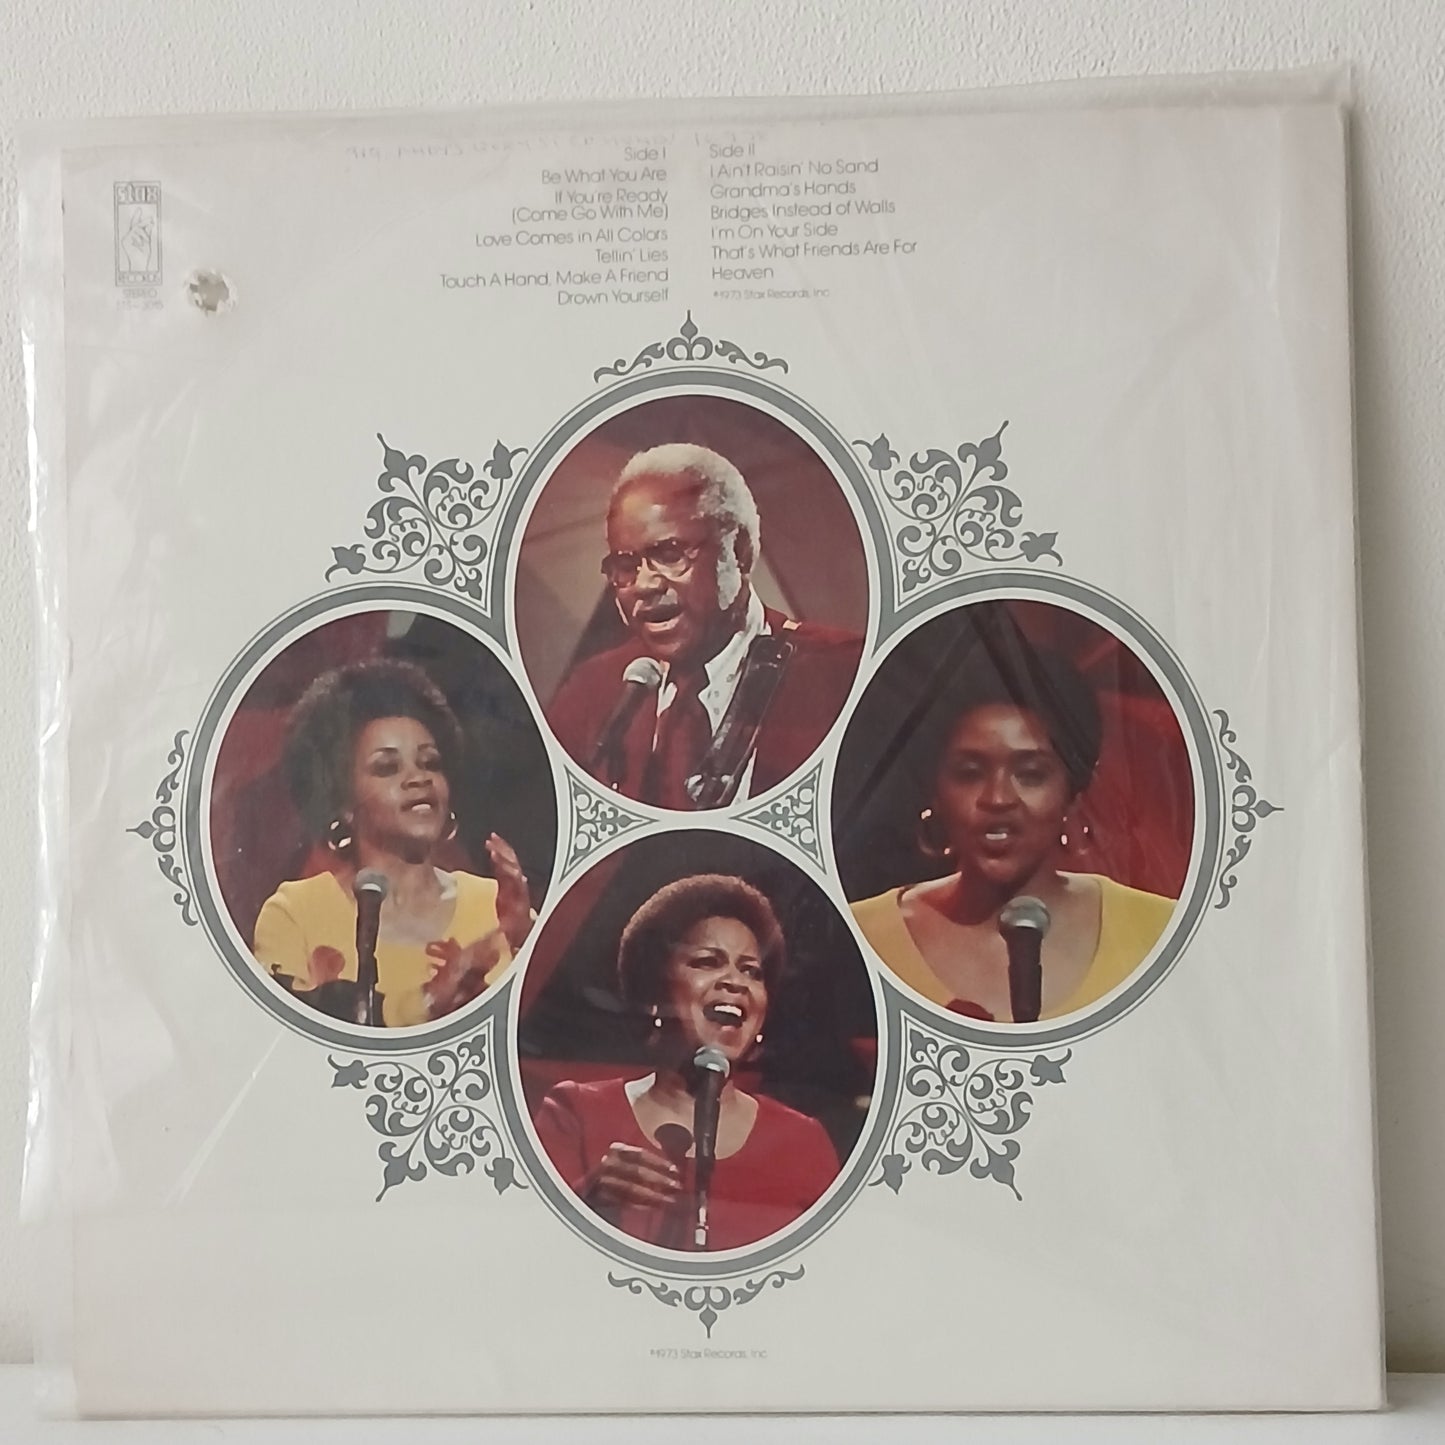 stax
RECORDS
STEREO
Side I
Be What You Are
If You're Ready
(Come Go With Me)
Love Comes in All Colors
Tellin' Lies
Touch A Hand, Make A Friend
Drown Yourself
Side II
I Ain't Raisin' No Sand
Grandma's Hands
Bridges Instead of Walls
I'm On Your Side
That's What Friends Are For
Heaven
℗1973 Stax Records, Inc
℗1973 Stax Records, Inc